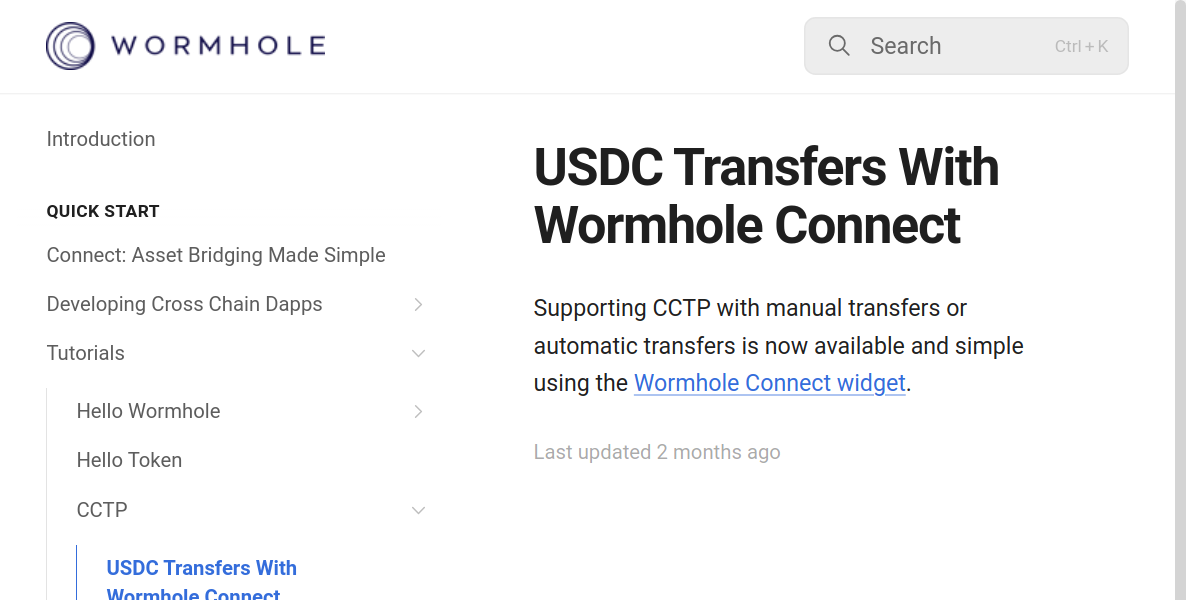 WORMHOLE
Search
Ctrl + K
Introduction
QUICK START
Connect: Asset Bridging Made Simple
Developing Cross Chain Dapps
Tutorials
Hello Wormhole
Hello Token
CCTP
USDC Transfers With
Wormhole Connect
USDC Transfers With
Wormhole Connect
Supporting CCTP with manual transfers or
automatic transfers is now available and simple
using the Wormhole Connect widget.
Last updated 2 months ago